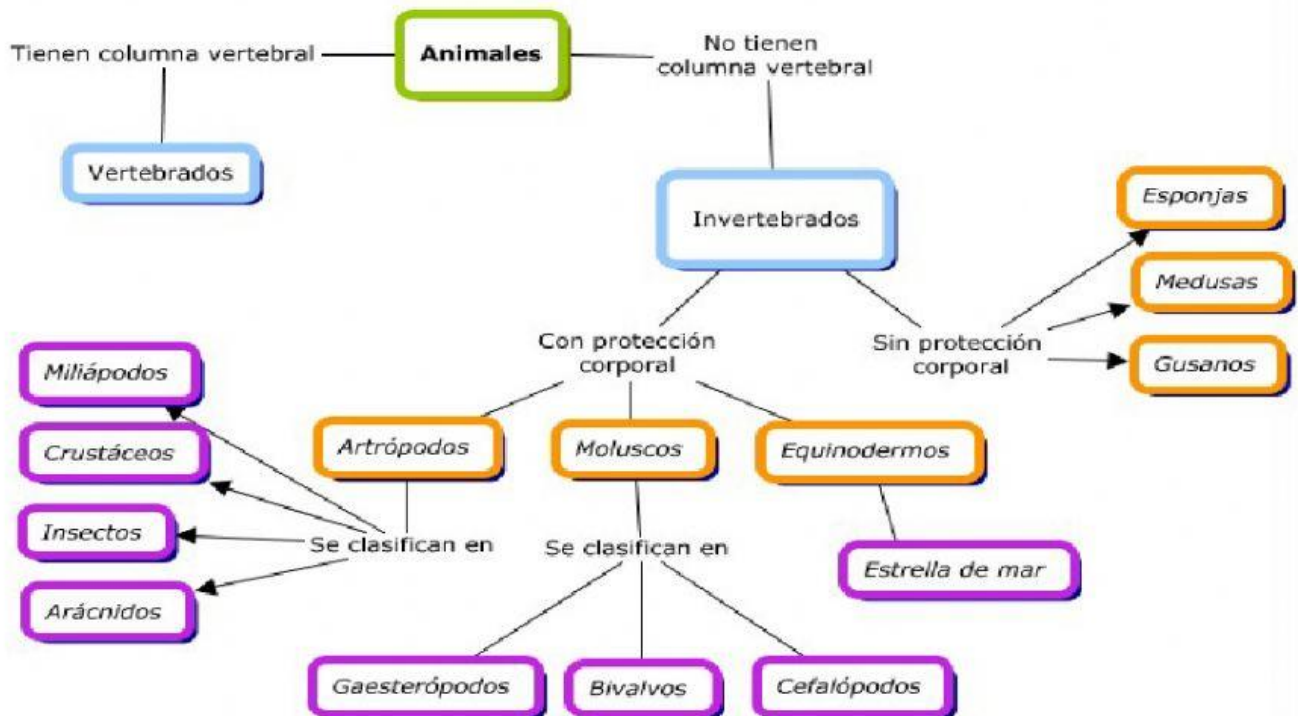 Tienen columna vertebral
Animales
No tienen
columna vertebral
Vertebrados
Invertebrados
Esponjas
Medusas
Gusanos
Con protección
corporal
Sin protección
corporal
Miliápodos
Crustáceos
Insectos
Arácnidos
Artrópodos
Moluscos
Equinodermos
Se clasifican en
Se clasifican en
Estrella de mar
Gaesterópodos
Bivalvos
Cefalópodos